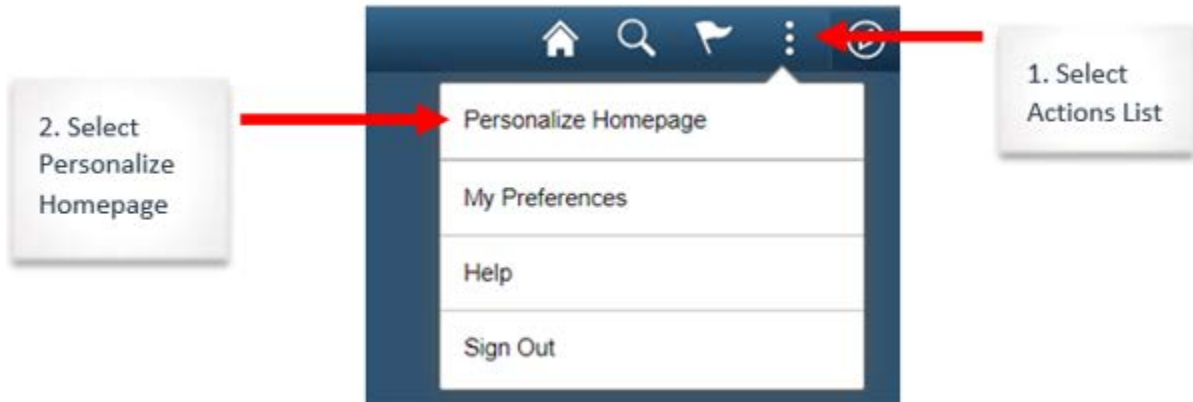 1. Select
Actions List
2. Select
Personalize
Homepage
Personalize Homepage
My Preferences
Help
Sign Out